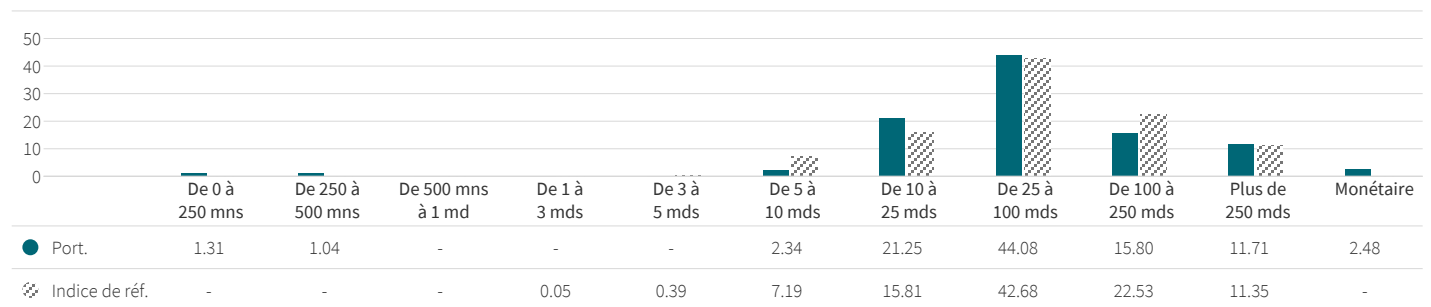 50
40
30
20
10
0
De 0 à De 250 à De 500 mns De 1 à De 3 à De 5 à De 10 à De 25 à De 100 à Plus de Monétaire
250 mns 500 mns à 1 md 3 mds 5 mds 10 mds 25 mds 100 mds 250 mds 250 mds
Port. 1.31 1.04 - - - 2.34 21.25 44.08 15.80 11.71 2.48
Indice de réf. - - - 0.05 0.39 7.19 15.81 42.68 22.53 11.35 -